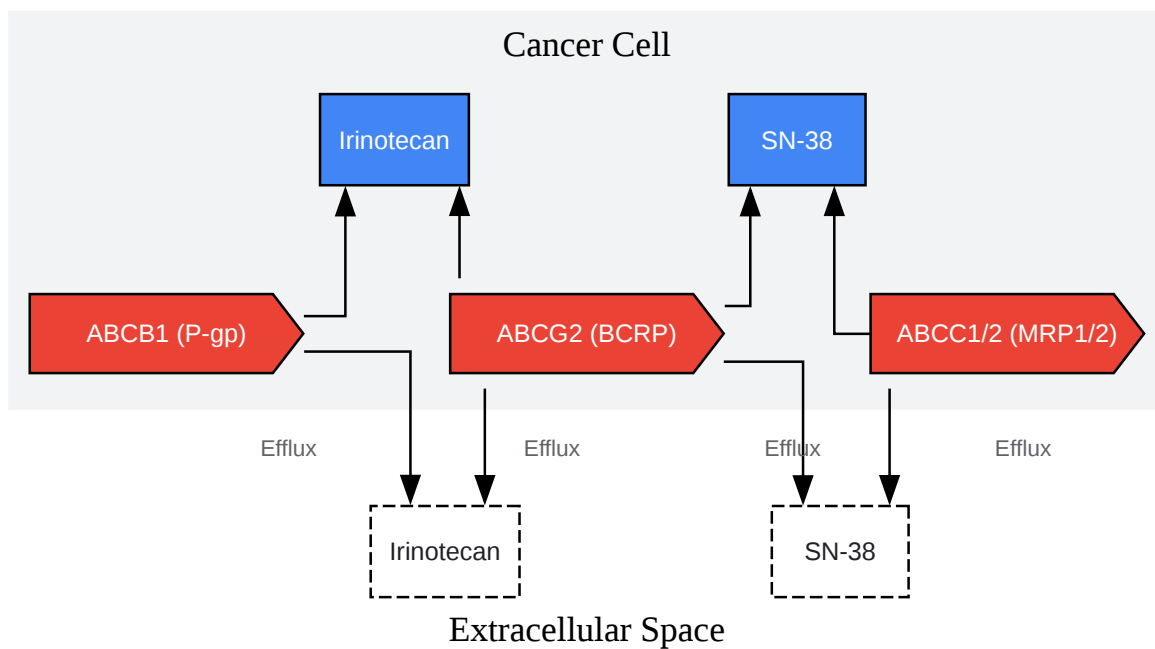 Cancer Cell
Irinotecan
SN-38
ABCB1 (P-gp)
ABCG2 (BCRP)
ABCC1/2 (MRP1/2)
Efflux
Efflux
Efflux
Efflux
Irinotecan
SN-38
Extracellular Space